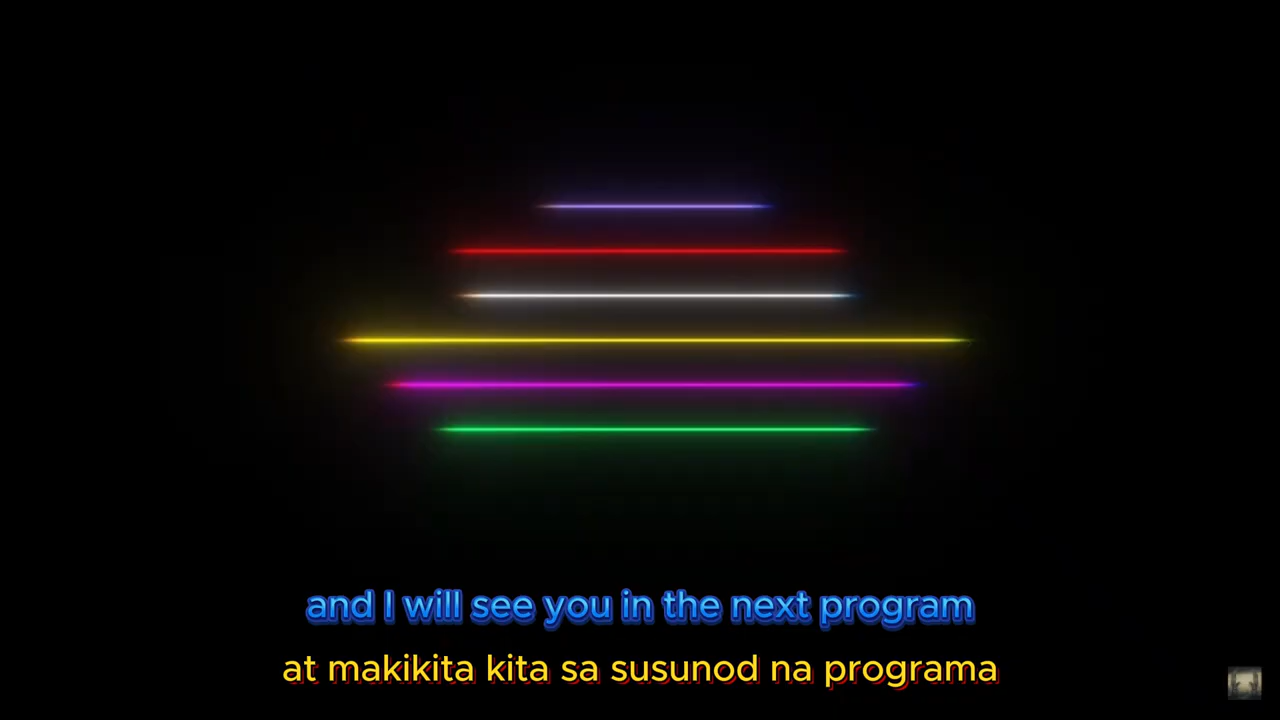 and I will see you in the next program
at makikita kita sa susunod na programa